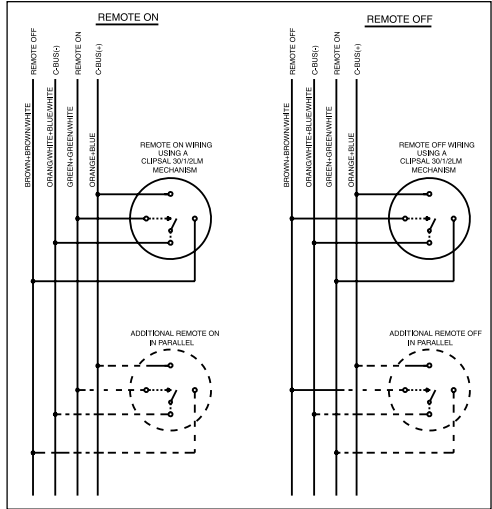 REMOTE ON
REMOTE OFF
C-BUS(-)
REMOTE ON
C-BUS(+)
BROWN+BROWN/WHITE
ORANG/WHITE+BLUE/WHITE
GREEN+GREEN/WHITE
ORANGE+BLUE
REMOTE ON WIRING
USING A
CLIPSAL 30/1/2LM
MECHANISM
ADDITIONAL REMOTE ON
IN PARALLEL
REMOTE OFF
REMOTE OFF
C-BUS(-)
REMOTE ON
C-BUS(+)
BROWN+BROWN/WHITE
ORANG/WHITE+BLUE/WHITE
GREEN+GREEN/WHITE
ORANGE+BLUE
REMOTE OFF WIRING
USING A
CLIPSAL 30/1/2LM
MECHANISM
ADDITIONAL REMOTE OFF
IN PARALLEL